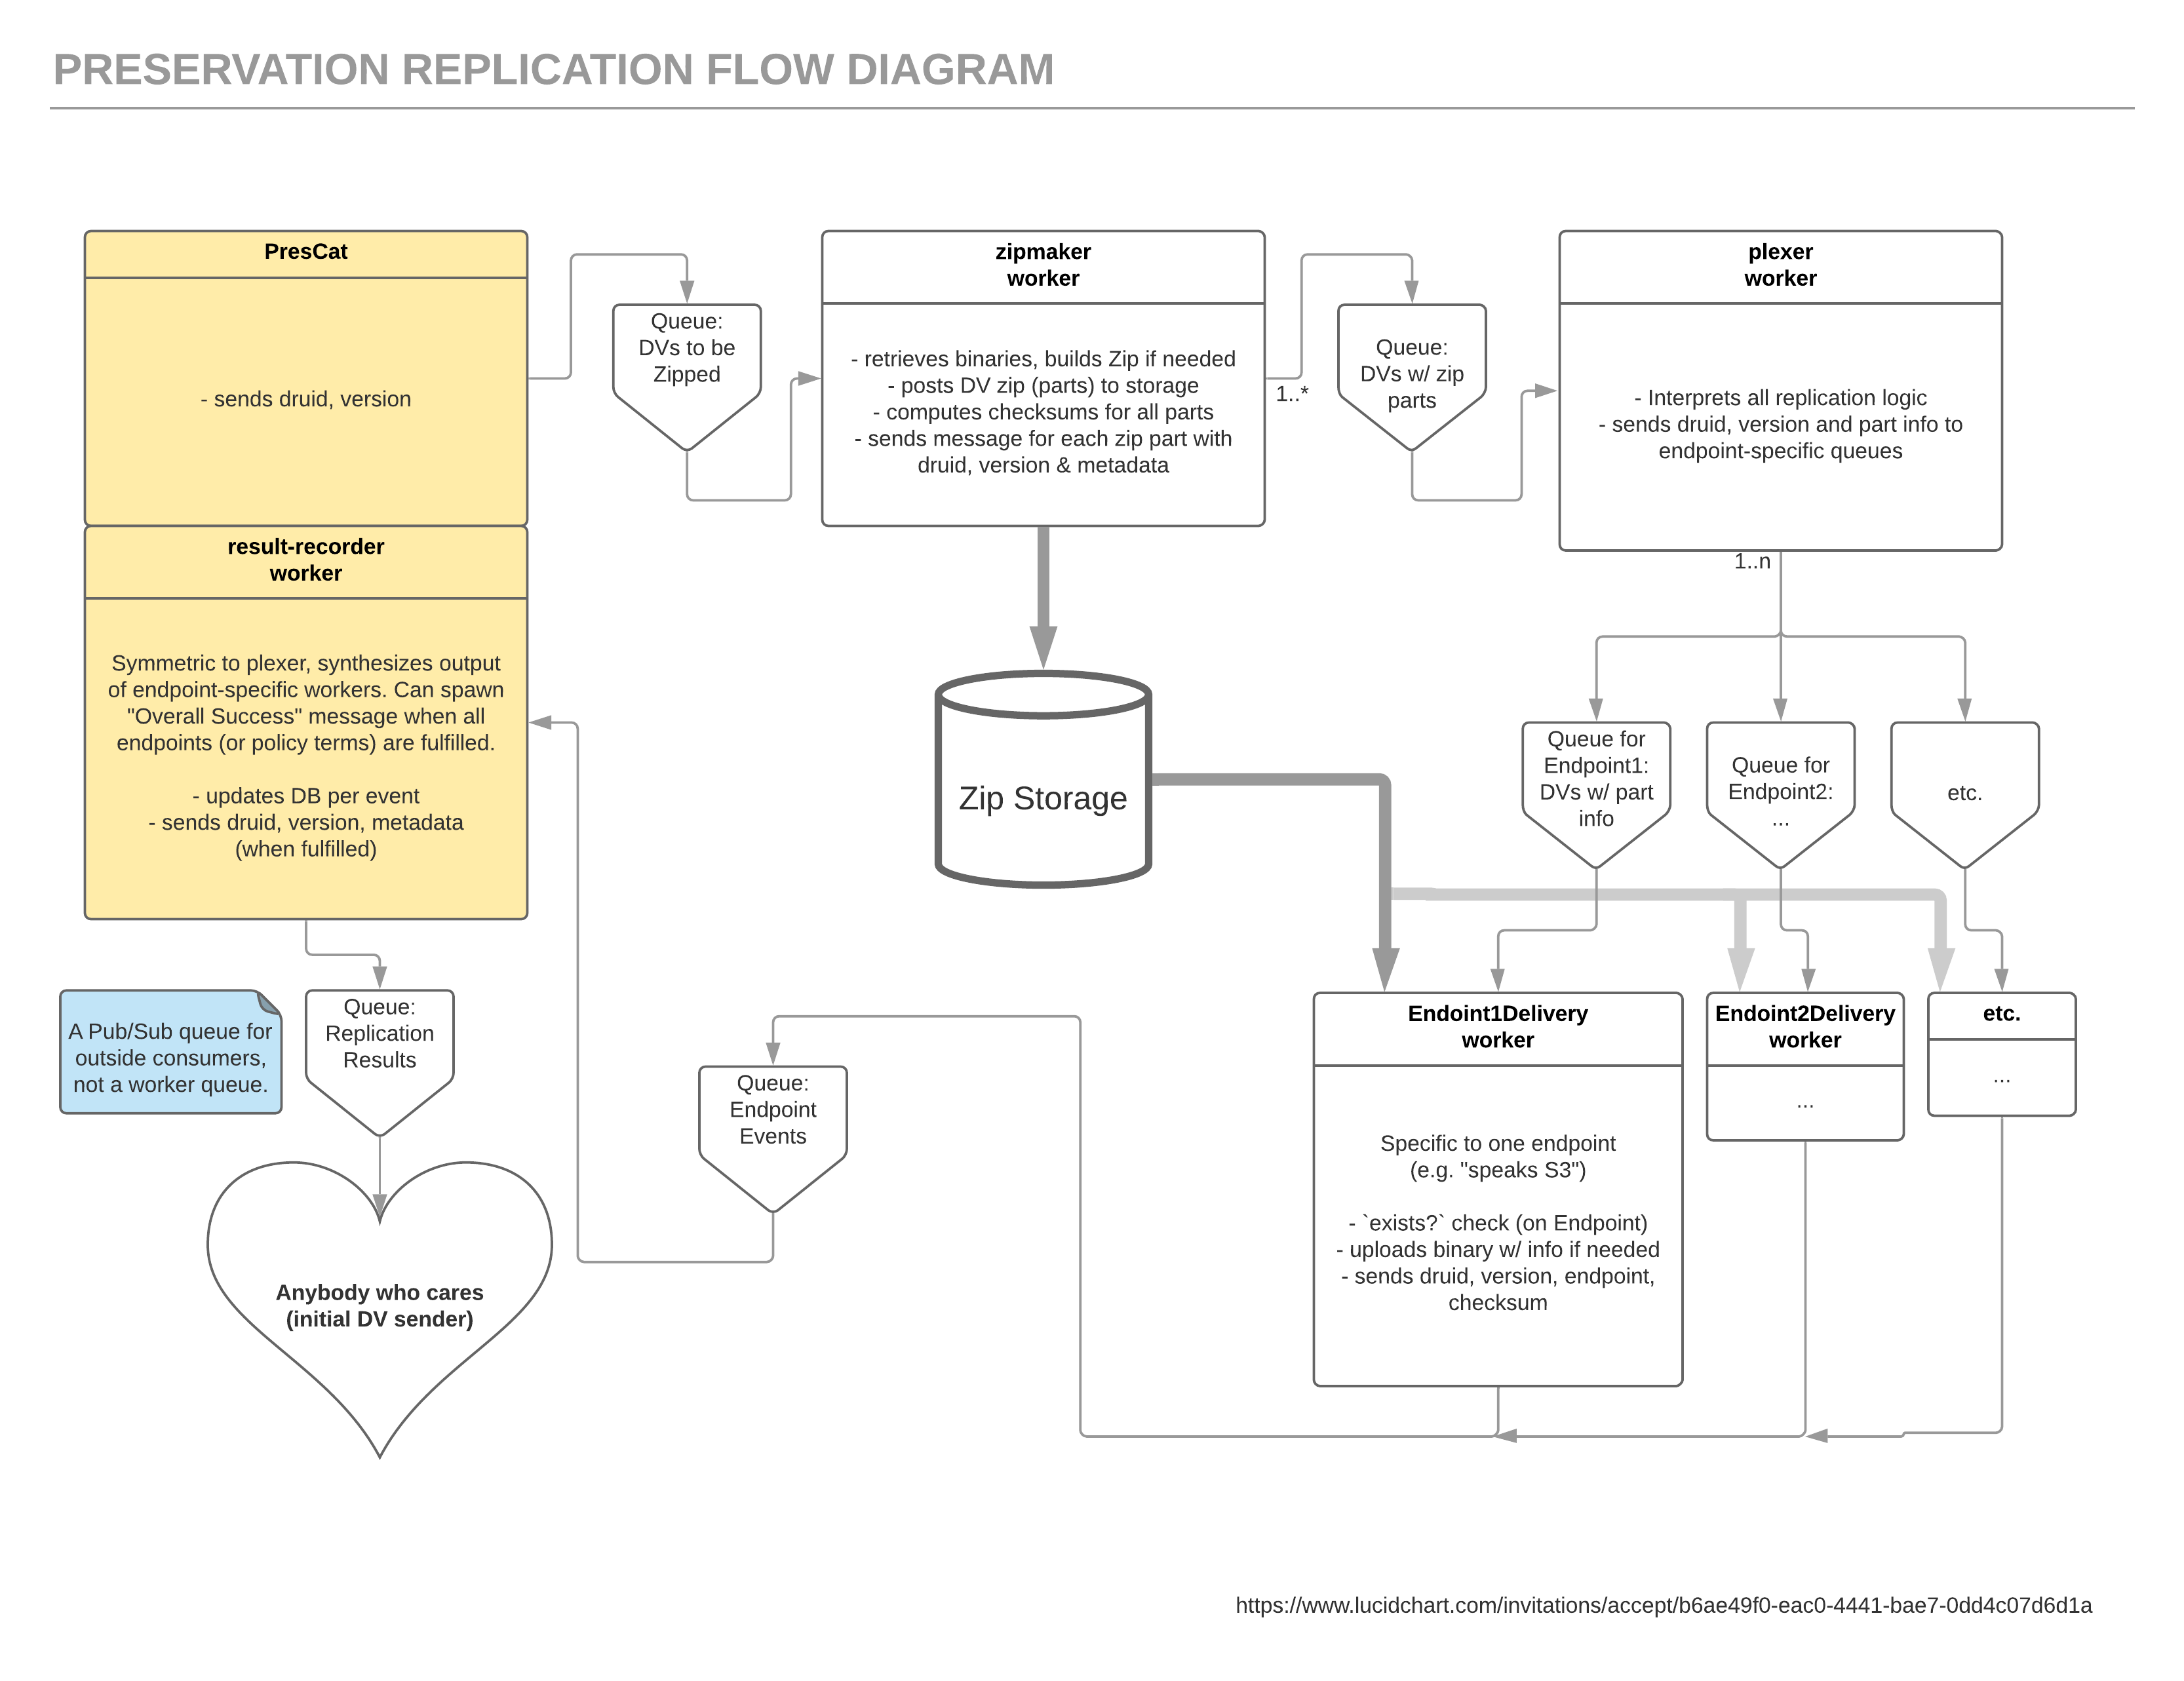 PRESERVATION REPLICATION FLOW DIAGRAM
PresCat
- sends druid, version
Queue:
DVs to be
Zipped
zipmaker
worker
- retrieves binaries, builds Zip if needed
- posts DV zip (parts) to storage
- computes checksums for all parts
- sends message for each zip part with
druid, version & metadata
1..*
Queue:
DVs w/ zip
parts
plexer
worker
- Interprets all replication logic
- sends druid, version and part info to
endpoint-specific queues
1..n
result-recorder
worker
Symmetric to plexer, synthesizes output
of endpoint-specific workers. Can spawn
"Overall Success" message when all
endpoints (or policy terms) are fulfilled.
- updates DB per event
- sends druid, version, metadata
(when fulfilled)
Zip Storage
Queue for
Endpoint1:
DVs w/ part
info
Queue for
Endpoint2:
...
etc.
A Pub/Sub queue for
outside consumers,
not a worker queue.
Queue:
Replication
Results
Queue:
Endpoint
Events
Endoint1Delivery
worker
Specific to one endpoint
(e.g. "speaks S3")
- `exists?` check (on Endpoint)
- uploads binary w/ info if needed
- sends druid, version, endpoint,
checksum
Endoint2Delivery
worker
...
etc.
...
Anybody who cares
(initial DV sender)
https://www.lucidchart.com/invitations/accept/b6ae49f0-eac0-4441-bae7-0dd4c07d6d1a